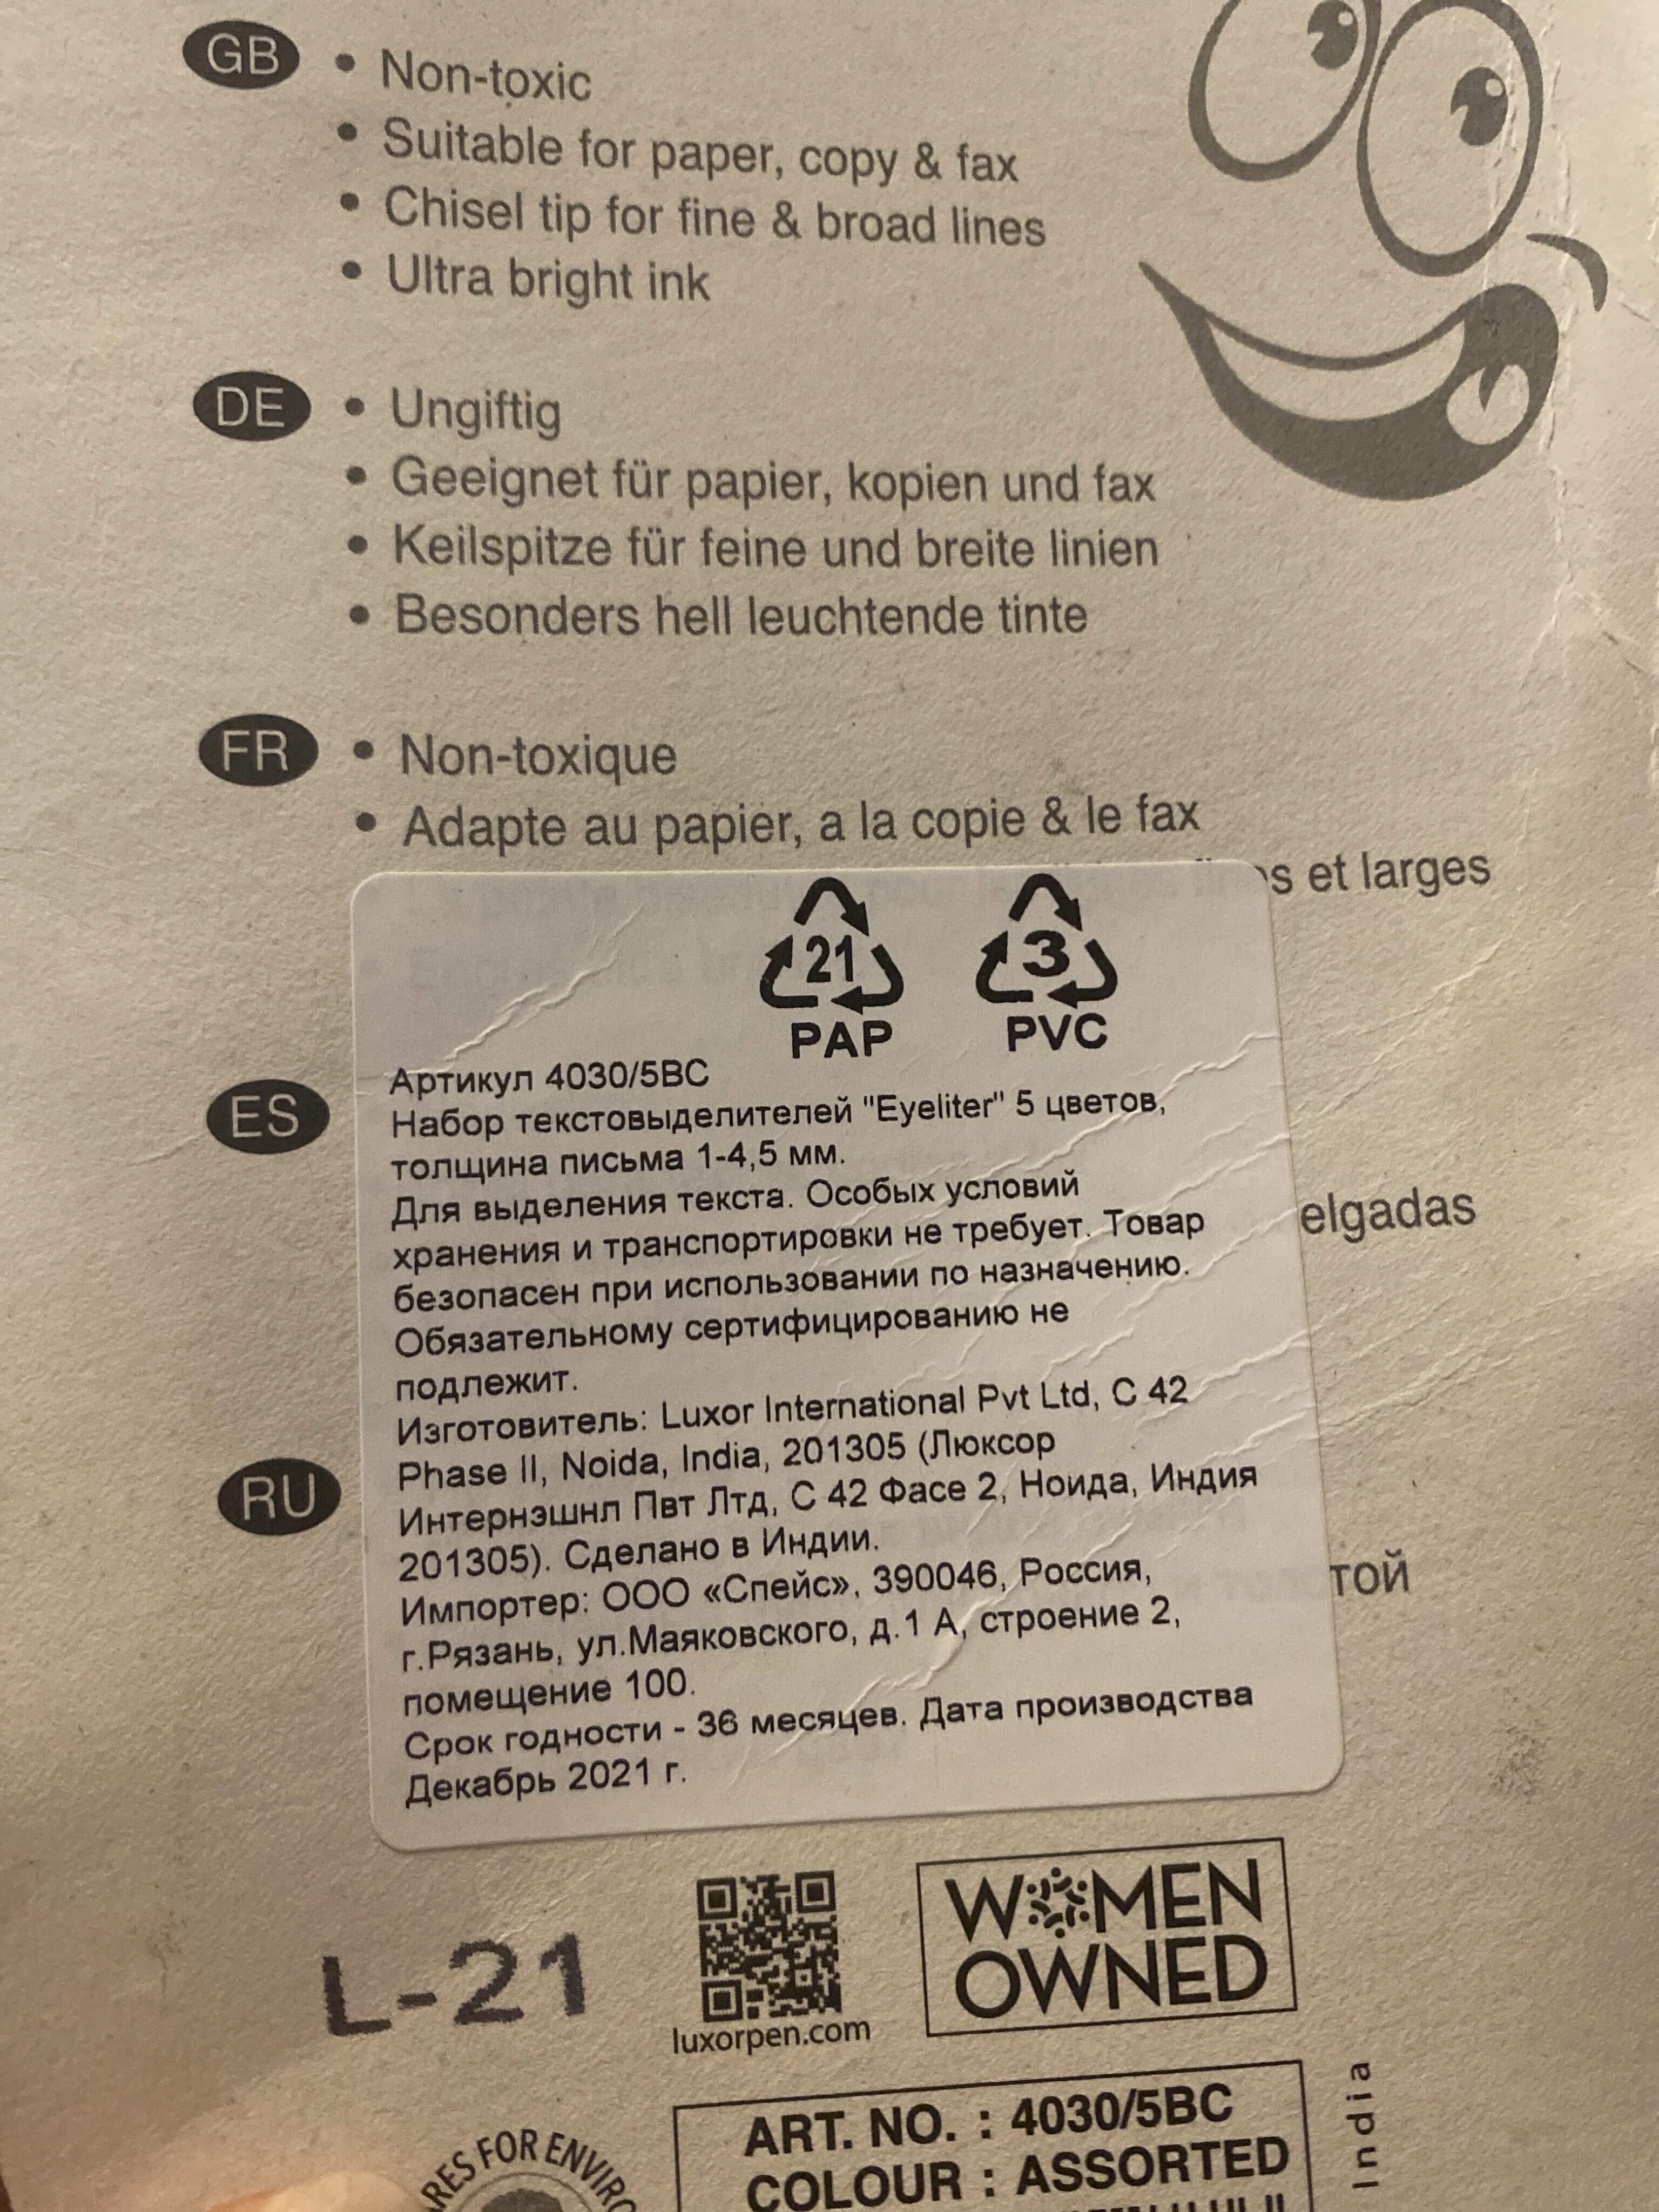 GB • Non-toxic
• Suitable for paper, copy & fax
• Chisel tip for fine & broad lines
• Ultra bright ink
DE • Ungiftig
• Geeignet für papier, kopien und fax
• Keilspitze für feine und breite linien
• Besonders hell leuchtende tinte
FR • Non-toxique
• Adapte au papier, a la copie & le fax
et larges
21 3
PAP PVC
Артикул 4030/5BC
Набор текстовыделителей "Eyeliter" 5 цветов,
толщина письма 1-4,5 мм.
Для выделения текста. Особых условий
хранения и транспортировки не требует. Товар
безопасен при использовании по назначению.
Обязательному сертифицированию не
подлежит.
Изготовитель: Luxor International Pvt Ltd, C 42
Phase II, Noida, India, 201305 (Люксор
Интернэшнл Пвт Лтд, С 42 Фасе 2, Ноида, Индия
201305). Сделано в Индии.
Импортер: ООО «Спейс», 390046, Россия,
г.Рязань, ул.Маяковского, д.1 А, строение 2,
помещение 100.
Срок годности - 36 месяцев. Дата производства
Декабрь 2021 г.
ES
elgadas
RU
той
L-21
luxorpen.com
WOMEN
OWNED
ART. NO. : 4030/5BC
COLOUR : ASSORTED
India
FOR